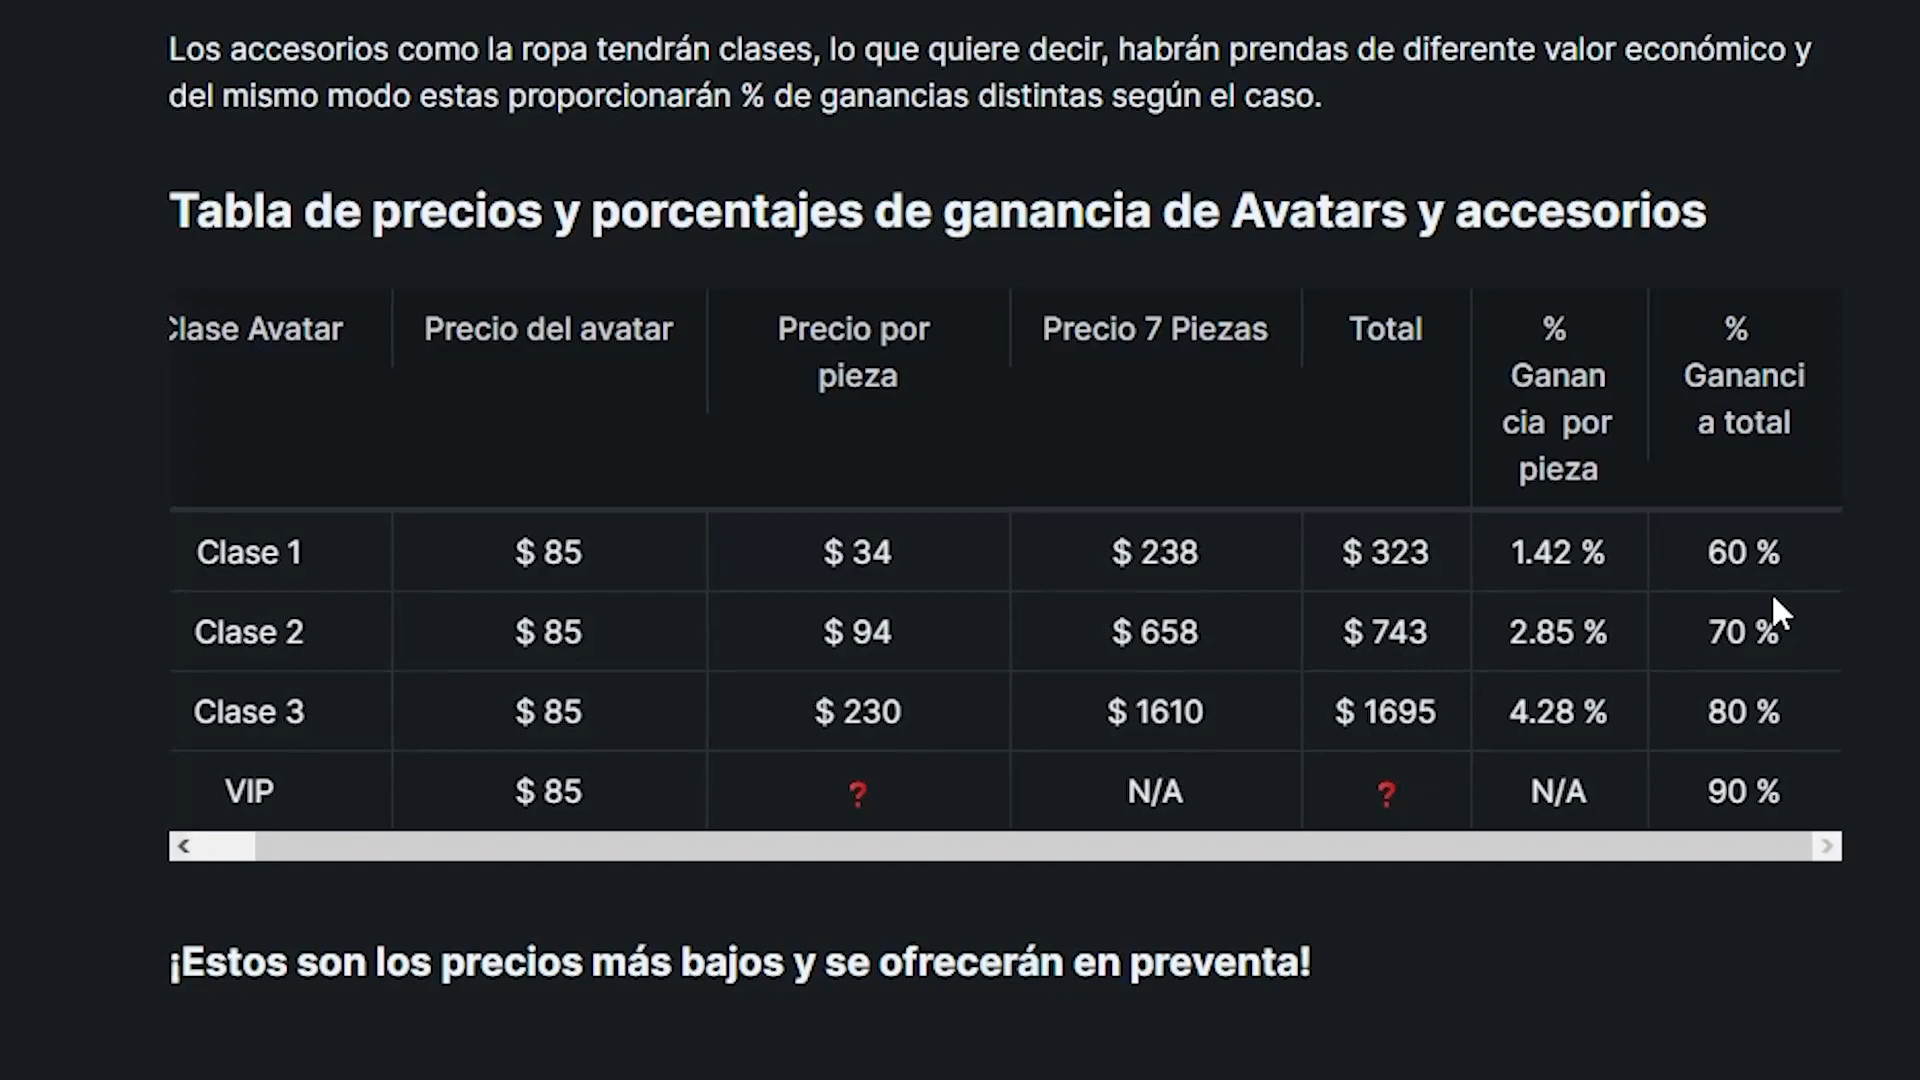 Los accesorios como la ropa tendrán clases, lo que quiere decir, habrán prendas de diferente valor económico y
del mismo modo estas proporcionarán % de ganancias distintas según el caso.
Tabla de precios y porcentajes de ganancia de Avatars y accesorios
Clase Avatar Precio del avatar Precio por pieza Precio 7 Piezas Total % Ganan cia por pieza % Gananci a total
Clase 1 $ 85 $ 34 $ 238 $ 323 1.42 % 60 %
Clase 2 $ 85 $ 94 $ 658 $ 743 2.85 % 70 %
Clase 3 $ 85 $ 230 $ 1610 $ 1695 4.28 % 80 %
VIP $ 85 ? N/A ? N/A 90 %
¡Estos son los precios más bajos y se ofrecerán en preventa!